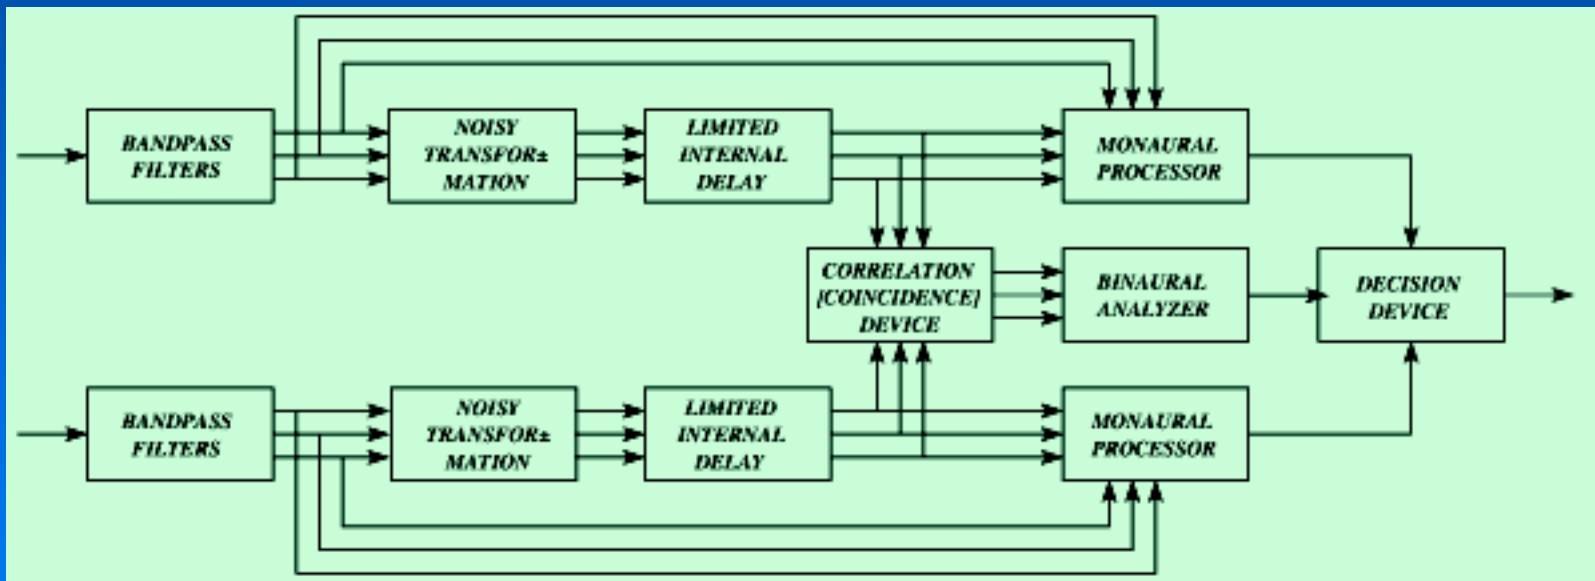 BANDPASS
FILTERS
NOISY
TRANSFOR±
MATION
LIMITED
INTERNAL
DELAY
MONAURAL
PROCESSOR
CORRELATION
[COINCIDENCE]
DEVICE
BINAURAL
ANALYZER
DECISION
DEVICE
BANDPASS
FILTERS
NOISY
TRANSFOR±
MATION
LIMITED
INTERNAL
DELAY
MONAURAL
PROCESSOR